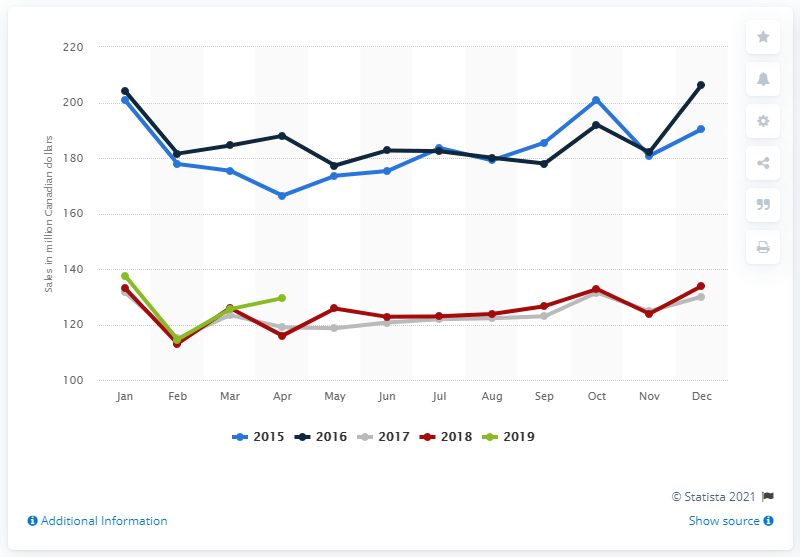 220
200
180
160
140
120
100
Sales in million Canadian dollars
Jan Feb Mar Apr May Jun Jul Aug Sep Oct Nov Dec
2015 2016 2017 2018 2019
© Statista 2021
Additional Information Show source